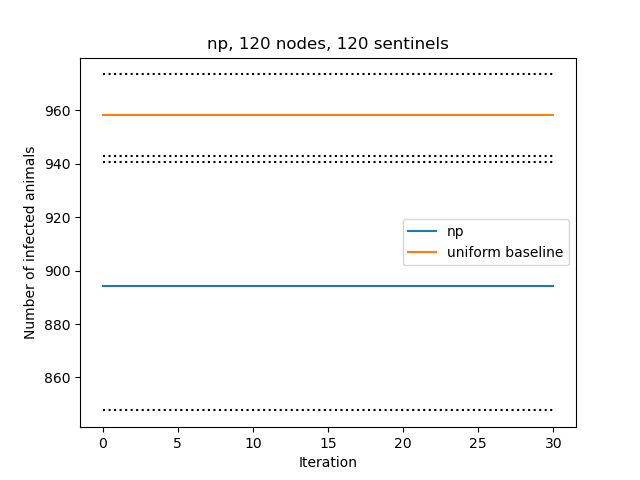 np, 120 nodes, 120 sentinels
960
940
920
900
880
860
Number of infected animals
np
uniform baseline
0 5 10 15 20 25 30
Iteration